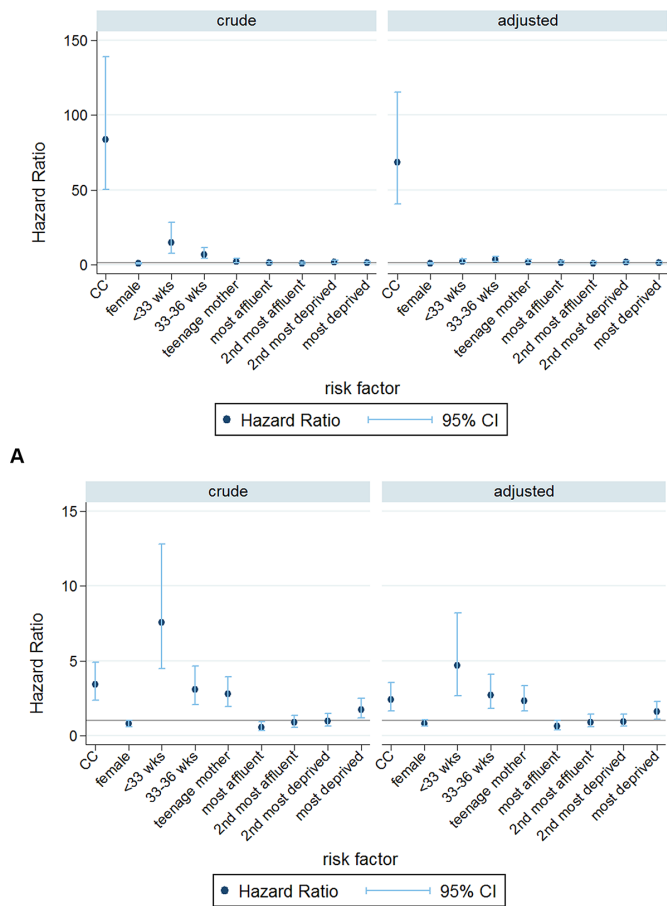 crude
adjusted
150
100
50
0
Hazard Ratio
CC
female
<33 wks
33-36 wks
teenage mother
most affluent
2nd most affluent
2nd most deprived
most deprived
CC
female
<33 wks
33-36 wks
teenage mother
most affluent
2nd most affluent
2nd most deprived
most deprived
risk factor
Hazard Ratio
95% CI
A
crude
adjusted
15
10
5
0
Hazard Ratio
CC
female
<33 wks
33-36 wks
teenage mother
most affluent
2nd most affluent
2nd most deprived
most deprived
CC
female
<33 wks
33-36 wks
teenage mother
most affluent
2nd most affluent
2nd most deprived
most deprived
risk factor
Hazard Ratio
95% CI